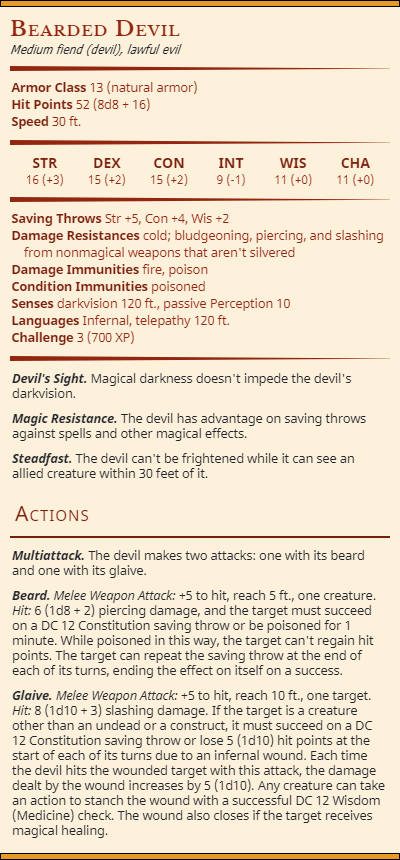 Bearded Devil
Medium fiend (devil), lawful evil
Armor Class 13 (natural armor)
Hit Points 52 (8d8 + 16)
Speed 30 ft.
STR DEX CON INT WIS CHA
16 (+3) 15 (+2) 15 (+2) 9 (-1) 11 (+0) 11 (+0)
Saving Throws Str +5, Con +4, Wis +2
Damage Resistances cold; bludgeoning, piercing, and slashing
from nonmagical weapons that aren't silvered
Damage Immunities fire, poison
Condition Immunities poisoned
Senses darkvision 120 ft., passive Perception 10
Languages Infernal, telepathy 120 ft.
Challenge 3 (700 XP)
Devil's Sight. Magical darkness doesn't impede the devil's
darkvision.
Magic Resistance. The devil has advantage on saving throws
against spells and other magical effects.
Steadfast. The devil can't be frightened while it can see an
allied creature within 30 feet of it.
Actions
Multiattack. The devil makes two attacks: one with its beard
and one with its glaive.
Beard. Melee Weapon Attack: +5 to hit, reach 5 ft., one creature.
Hit: 6 (1d8 + 2) piercing damage, and the target must succeed
on a DC 12 Constitution saving throw or be poisoned for 1
minute. While poisoned in this way, the target can't regain hit
points. The target can repeat the saving throw at the end of
each of its turns, ending the effect on itself on a success.
Glaive. Melee Weapon Attack: +5 to hit, reach 10 ft., one target.
Hit: 8 (1d10 + 3) slashing damage. If the target is a creature
other than an undead or a construct, it must succeed on a DC
12 Constitution saving throw or lose 5 (1d10) hit points at the
start of each of its turns due to an infernal wound. Each time
the devil hits the wounded target with this attack, the damage
dealt by the wound increases by 5 (1d10). Any creature can take
an action to stanch the wound with a successful DC 12 Wisdom
(Medicine) check. The wound also closes if the target receives
magical healing.